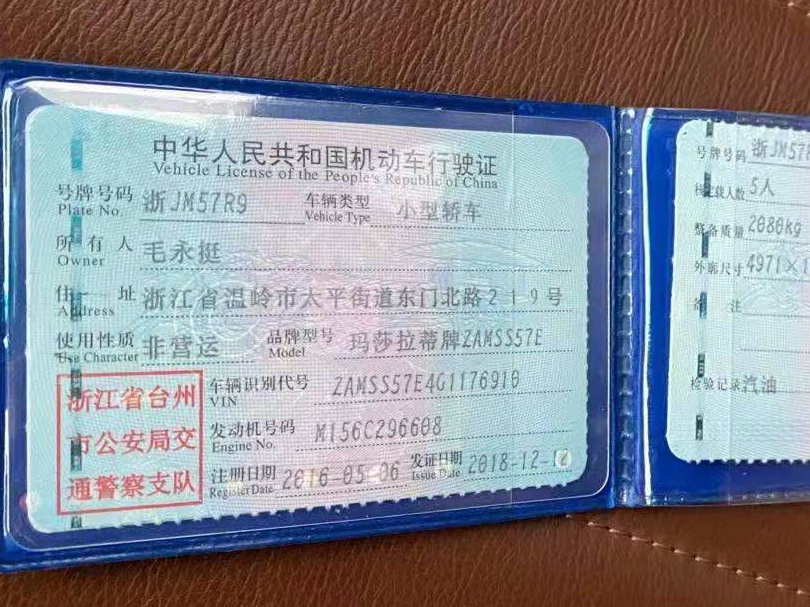 中华人民共和国机动车行驶证
Vehicle License of the People's Republic of China
号牌号码 浙JM57R9 车辆类型 小型轿车
Plate No. Vehicle Type
所有人 毛永挺
Owner
住址 浙江省温岭市太平街道东门北路219号
Address
使用性质 非营运 品牌型号 玛莎拉蒂牌ZAMSS57E
Use Character Model
浙江省台州
市公安局交
通警察支队
车辆识别代号 ZAMSS57E4G1176910
VIN
发动机号码 M156C296608
Engine No.
注册日期 2016-05-06 发证日期 2018-12-
Register Date Issue Date
号牌号码 浙JM57R
核定载人数 5人
整备质量 2080kg
外廓尺寸 4971×1
备注
检验记录 汽油